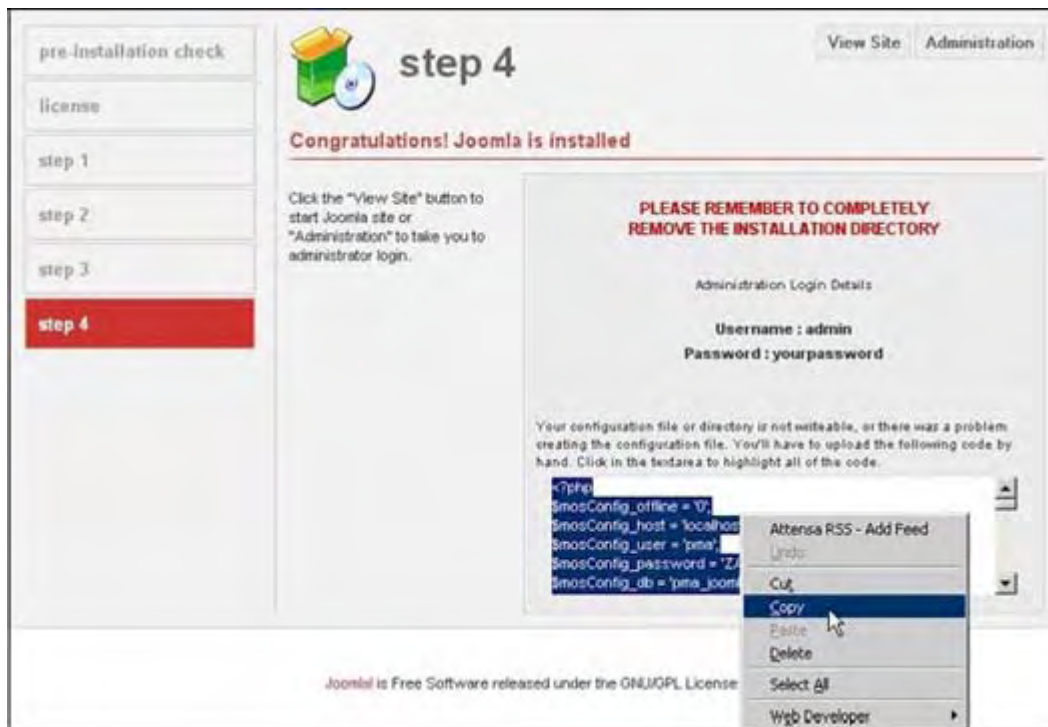 pre-installation check
license
step 1
step 2
step 3
step 4
step 4
View Site
Administration
Congratulations! Joomla is installed
Click the "View Site" button to
start Joomla site or
"Administration" to take you to
administrator login.
PLEASE REMEMBER TO COMPLETELY
REMOVE THE INSTALLATION DIRECTORY
Administration Login Details
Username : admin
Password : yourpassword
Your configuration file or directory is not writeable, or there was a problem
creating the configuration file. You'll have to upload the following code by
hand. Click in the textarea to highlight all of the code.
<?php
$mosConfig_offline = '0';
$mosConfig_host = 'localhos
$mosConfig_user = 'pma';
$mosConfig_password = 'ZA
$mosConfig_db = 'pma_joom
Attensa RSS - Add Feed
Undo
Cut
Copy
Paste
Delete
Select All
Web Developer
Joomla! is Free Software released under the GNU/GPL License